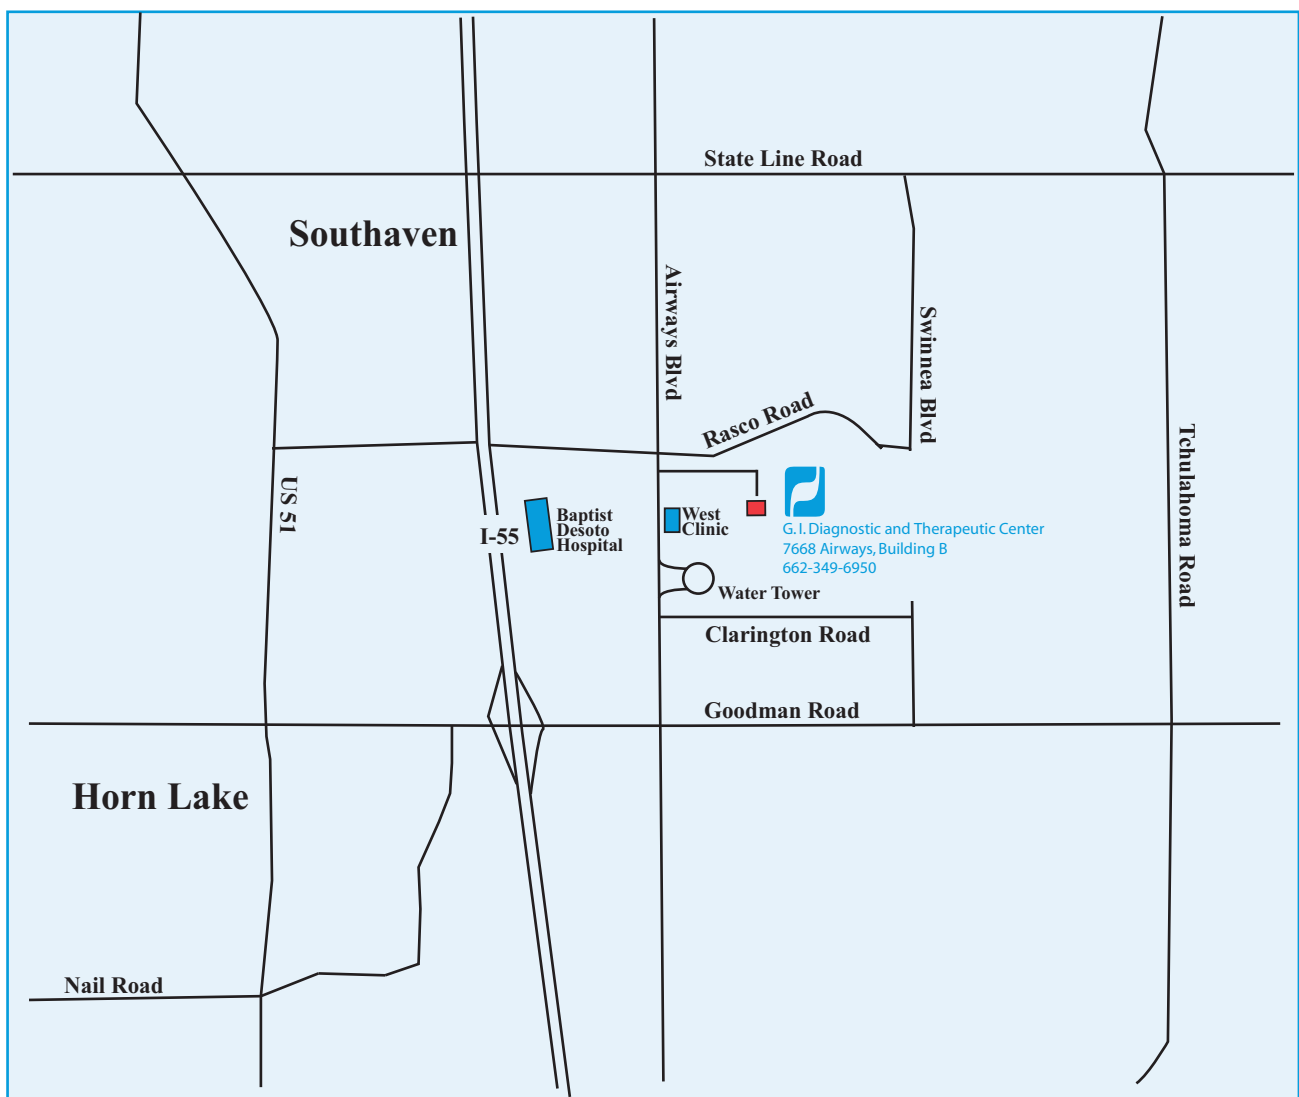 State Line Road
Southaven
Airways Blvd
Swinnea Blvd
Rasco Road
Tchulahoma Road
US 51
I-55
Baptist
Desoto
Hospital
West
Clinic
G. I. Diagnostic and Therapeutic Center
7668 Airways, Building B
662-349-6950
Water Tower
Clarington Road
Goodman Road
Horn Lake
Nail Road